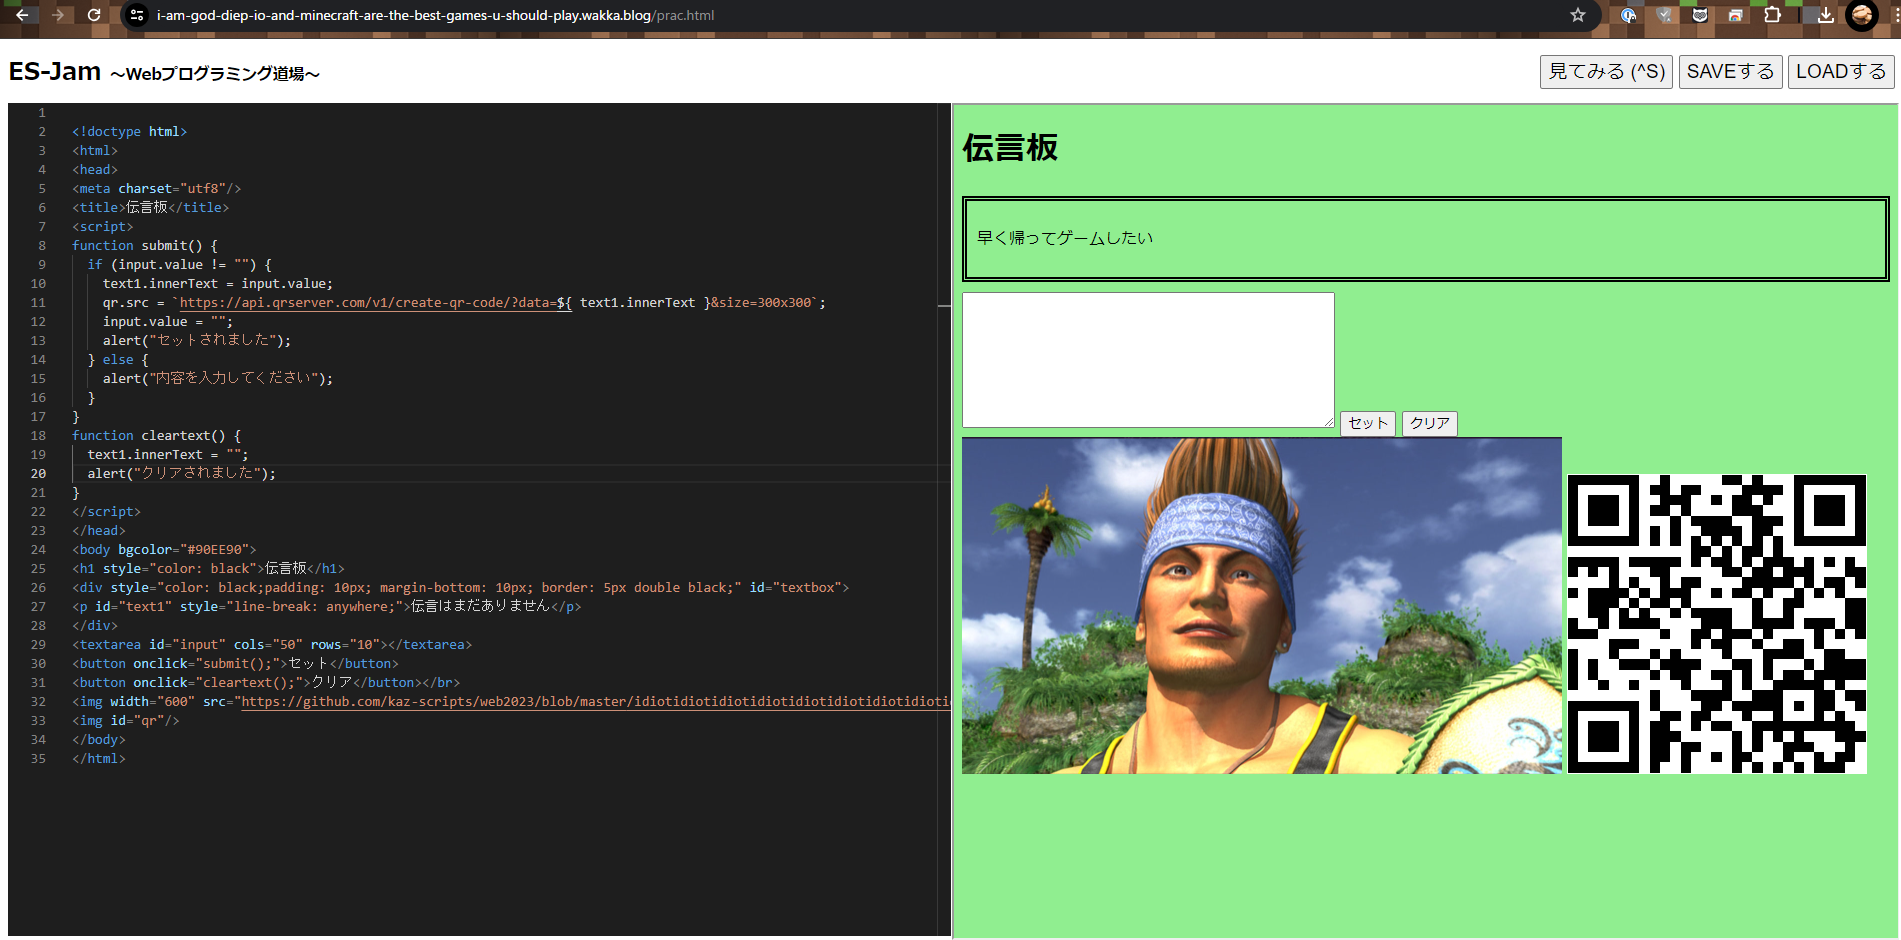 i-am-god-diep-io-and-minecraft-are-the-best-games-u-should-play.wakka.blog/prac.html
ES-Jam ～Webプログラミング道場～
見てみる (^S) SAVEする LOADする
1
2 <!doctype html>
3 <html>
4 <head>
5 <meta charset="utf8"/>
6 <title>伝言板</title>
7 <script>
8 function submit() {
9 if (input.value != "") {
10 text1.innerText = input.value;
11 qr.src = `https://api.qrserver.com/v1/create-qr-code/?data=${ text1.innerText }&size=300x300`;
12 input.value = "";
13 alert("セットされました");
14 } else {
15 alert("内容を入力してください");
16 }
17 }
18 function cleartext() {
19 text1.innerText = "";
20 alert("クリアされました");
21 }
22 </script>
23 </head>
24 <body bgcolor="#90EE90">
25 <h1 style="color: black">伝言板</h1>
26 <div style="color: black;padding: 10px; margin-bottom: 10px; border: 5px double black;" id="textbox">
27 <p id="text1" style="line-break: anywhere;">伝言はまだありません</p>
28 </div>
29 <textarea id="input" cols="50" rows="10"></textarea>
30 <button onclick="submit();">セット</button>
31 <button onclick="cleartext();">クリア</button></br>
32 <img width="600" src="https://github.com/kaz-scripts/web2023/blob/master/idiotidiotidiotidiotidiotidiotidiotidiotidioti
33 <img id="qr"/>
34 </body>
35 </html>
伝言板
早く帰ってゲームしたい
セット クリア